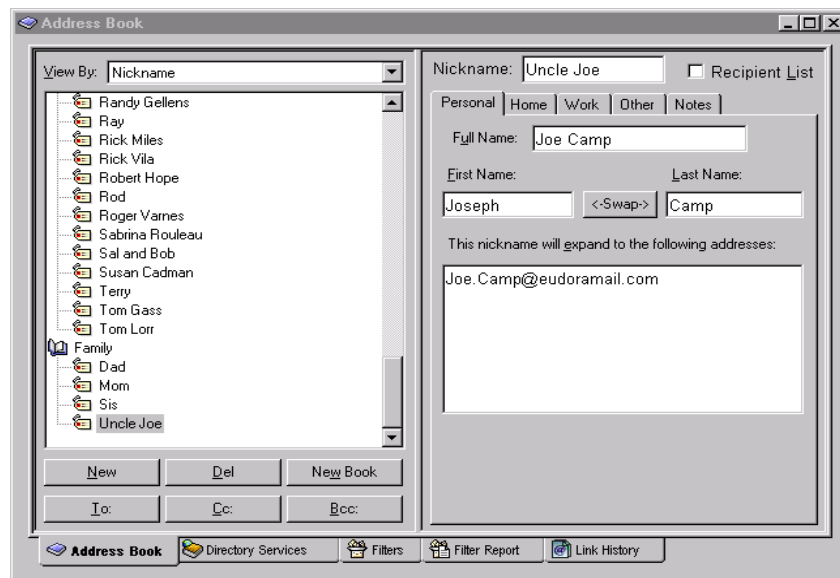 Address Book
View By: Nickname
Randy Gellens
Ray
Rick Miles
Rick Vila
Robert Hope
Rod
Roger Varnes
Sabrina Rouleau
Sal and Bob
Susan Cadman
Terry
Tom Gass
Tom Lorr
Family
Dad
Mom
Sis
Uncle Joe
New Del New Book
To: Cc: Bcc:
Nickname: Uncle Joe Recipient List
Personal Home Work Other Notes
Full Name: Joe Camp
First Name: Last Name:
Joseph <-Swap-> Camp
This nickname will expand to the following addresses:
Joe.Camp@eudoramail.com
Address Book Directory Services Filters Filter Report Link History